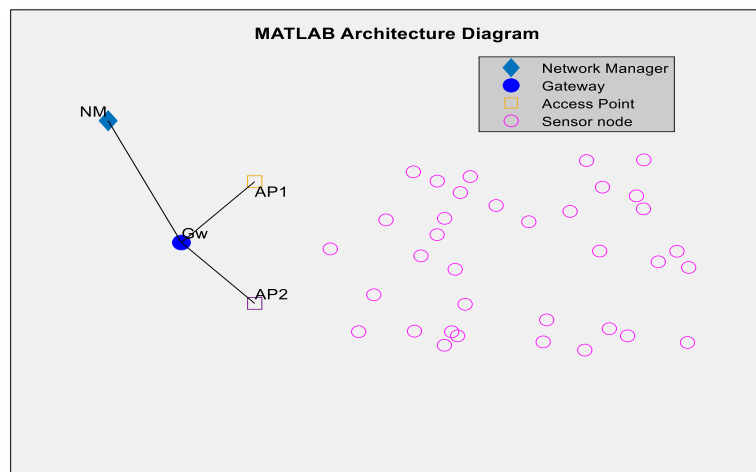 MATLAB Architecture Diagram
Network Manager
Gateway
Access Point
Sensor node
NM
AP1
Gw
AP2